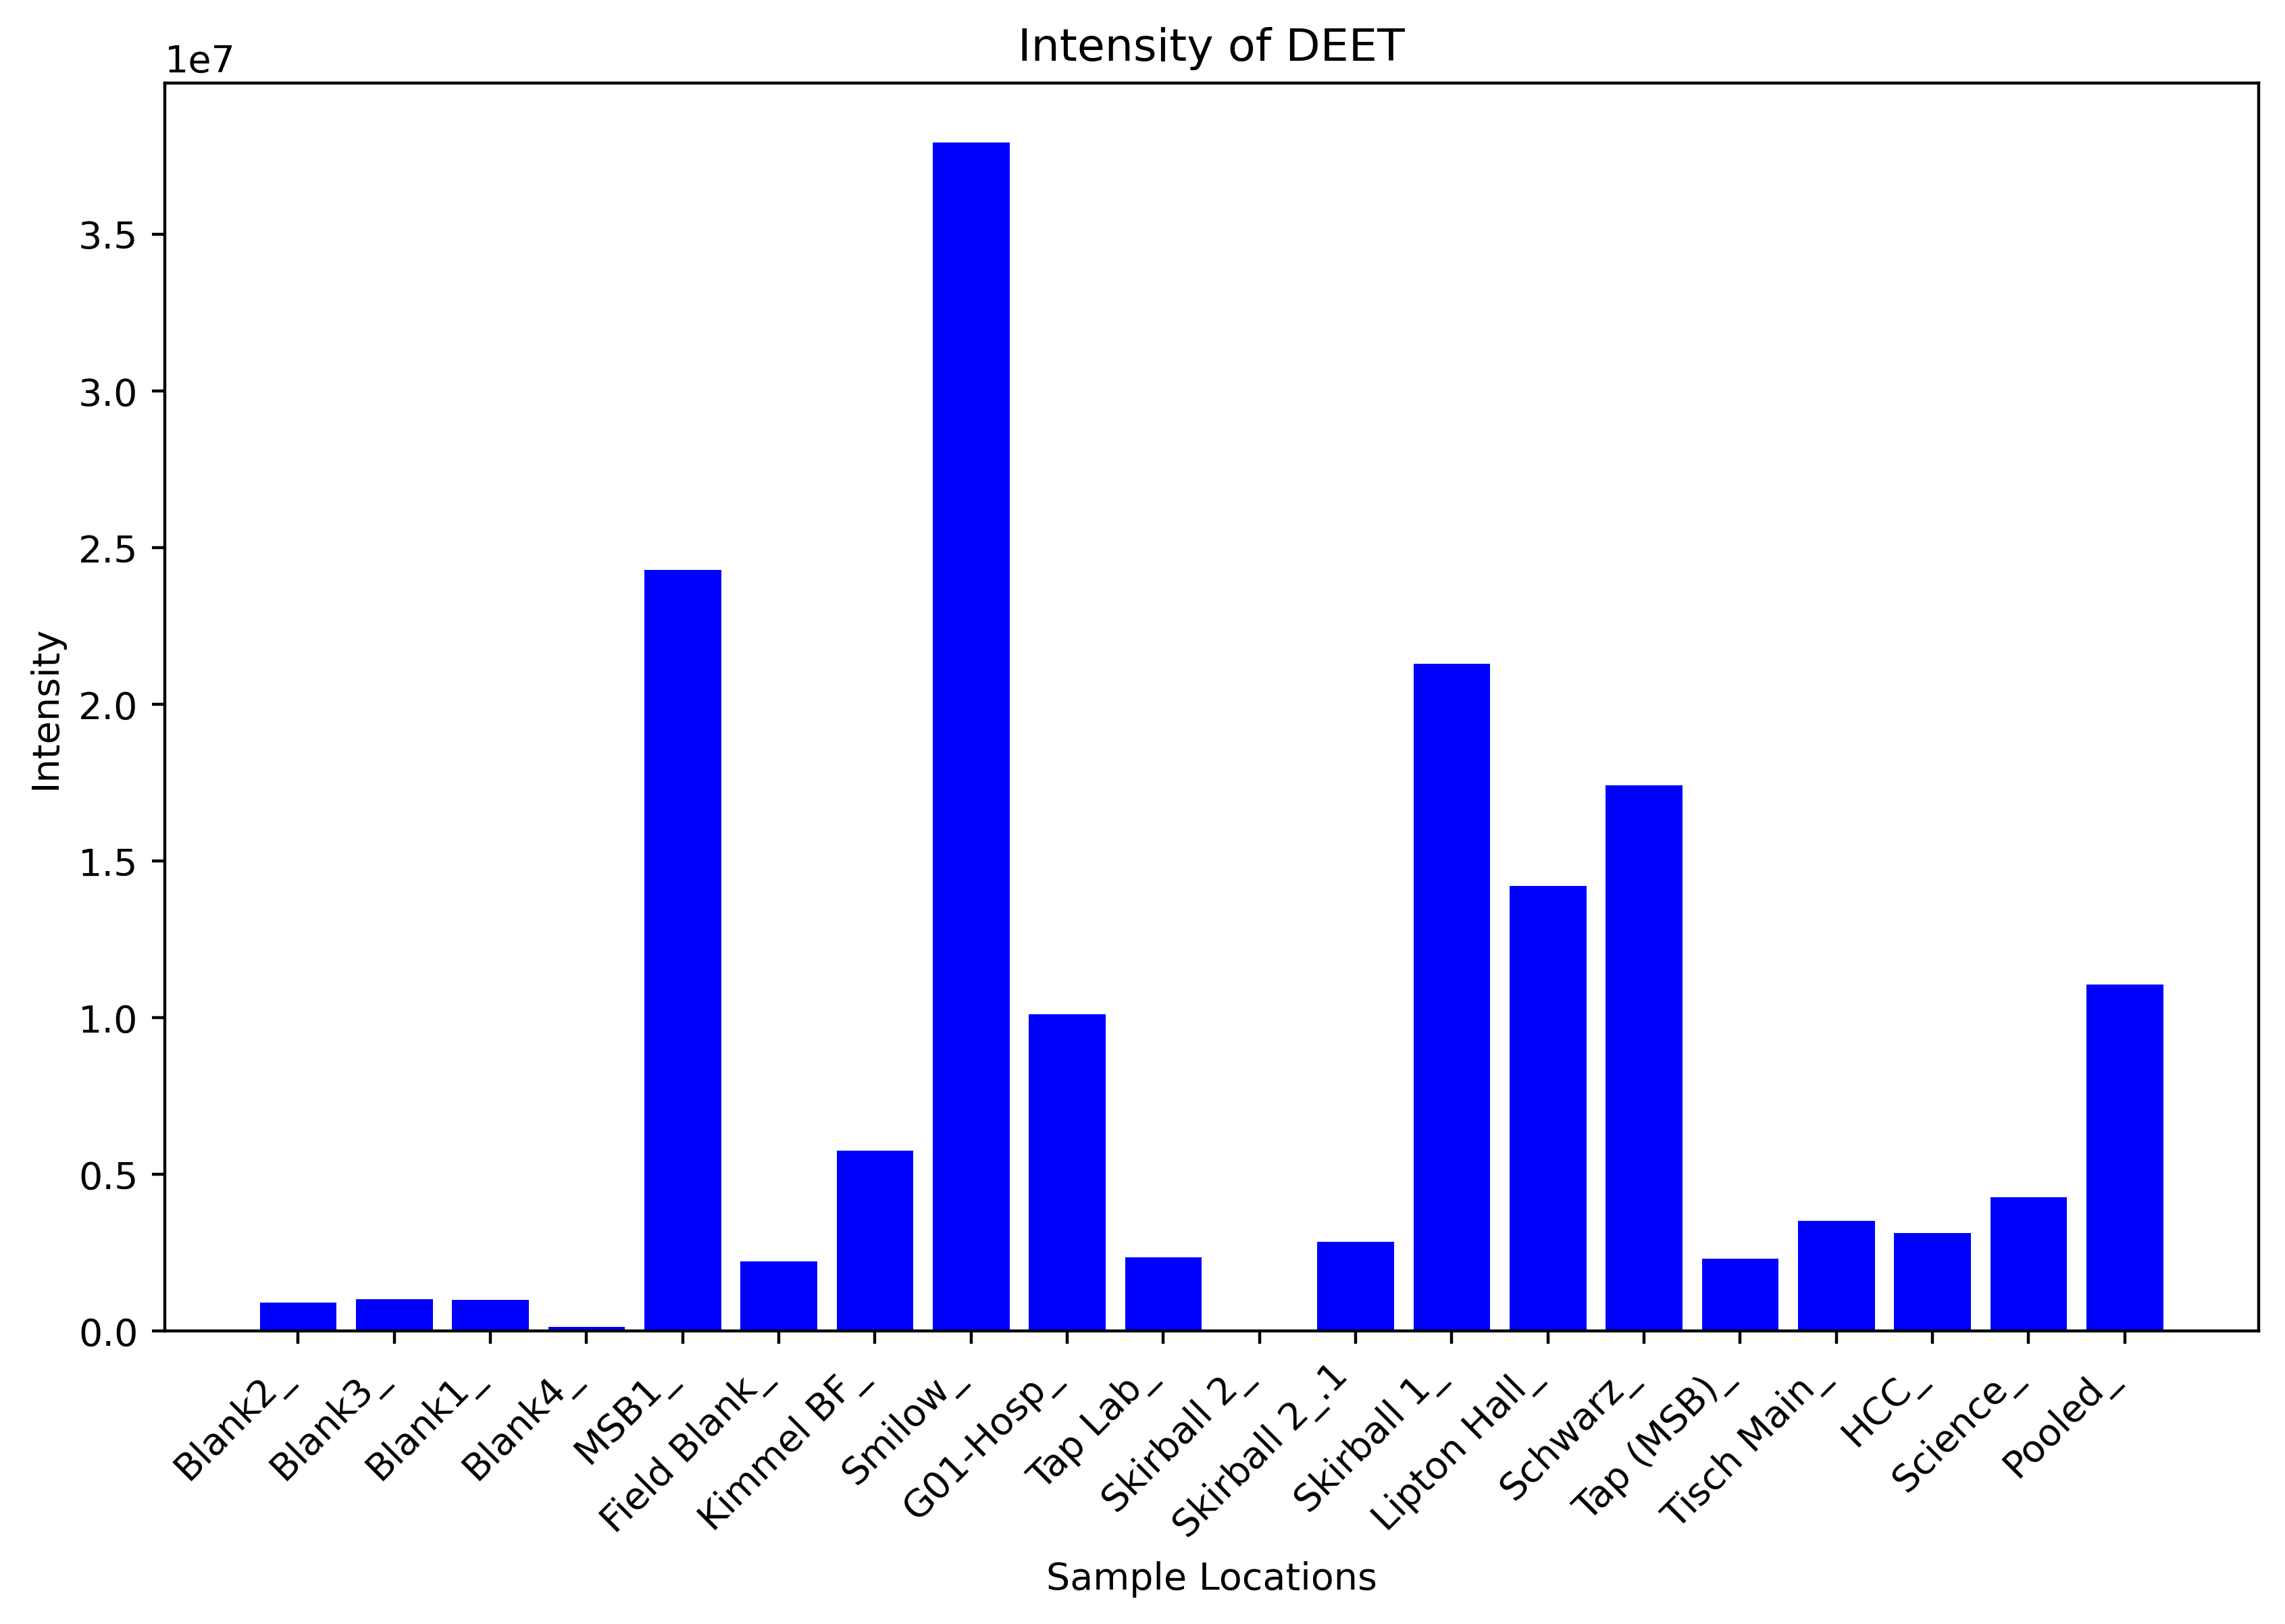 Intensity of DEET
1e7
3.5
3.0
2.5
2.0
1.5
1.0
0.5
0.0
Intensity
Blank2_
Blank3_
Blank1_
Blank4_
MSB1_
Field Blank_
Kimmel BF_
Smilow_
G01-Hosp_
Tap Lab_
Skirball 2_
Skirball 2_.1
Skirball 1_
Lipton Hall_
Schwarz_
Tap (MSB)_
Tisch Main_
HCC_
Science_
Pooled_
Sample Locations